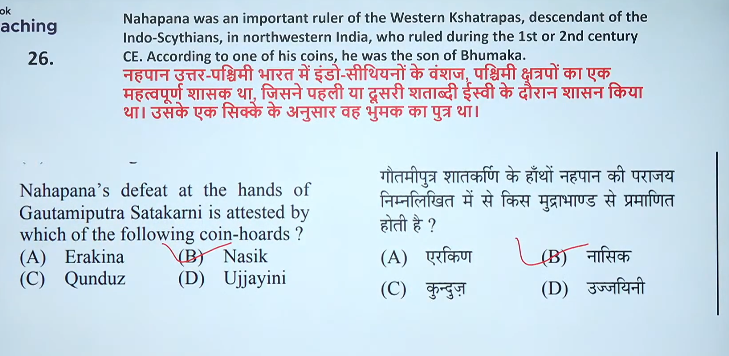 ok
aching
26.
Nahapana was an important ruler of the Western Kshatrapas, descendant of the
Indo-Scythians, in northwestern India, who ruled during the 1st or 2nd century
CE. According to one of his coins, he was the son of Bhumaka.
नहपान उत्तर-पश्चिमी भारत में इंडो-सीथियनों के वंशज, पश्चिमी क्षत्रपों का एक
महत्वपूर्ण शासक था, जिसने पहली या दूसरी शताब्दी ईस्वी के दौरान शासन किया
था। उसके एक सिक्के के अनुसार वह भुमक का पुत्र था।
Nahapana's defeat at the hands of
Gautamiputra Satakarni is attested by
which of the following coin-hoards ?
(A) Erakina (B) Nasik
(C) Qunduz (D) Ujjayini
गौतमीपुत्र शातकर्णि के हाँथों नहपान की पराजय
निम्नलिखित में से किस मुद्राभाण्ड से प्रमाणित
होती है ?
(A) एरकिण (B) नासिक
(C) कुन्दुज़ (D) उज्जयिनी